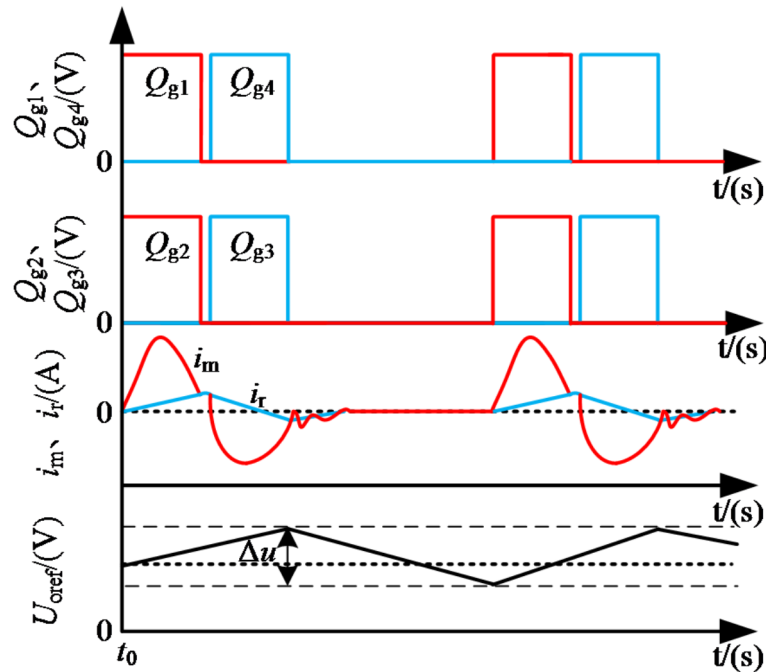 Qg1、
Qg4/(V)
Qg1
Qg4
0
t/(s)
Qg2、
Qg3/(V)
Qg2
Qg3
0
t/(s)
im、ir/(A)
im
ir
0
t/(s)
Uoref/(V)
Δu
0
t0
t/(s)